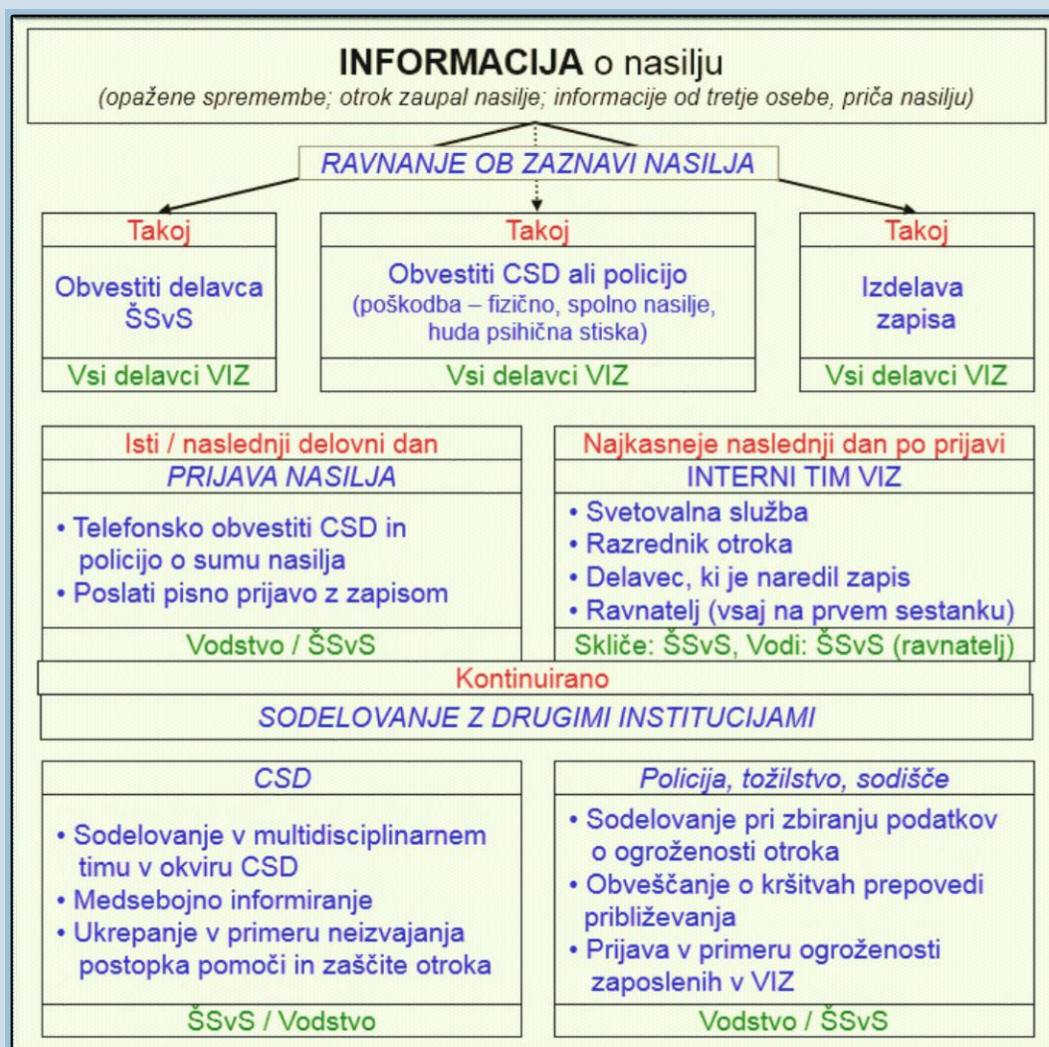 INFORMACIJA o nasilju
(opažene spremembe; otrok zaupal nasilje; informacije od tretje osebe, priča nasilju)
RAVNANJE OB ZAZNAVI NASILJA
Takoj
Obvestiti delavca
ŠSvS
Vsi delavci VIZ
Takoj
Obvestiti CSD ali policijo
(poškodba – fizično, spolno nasilje,
huda psihična stiska)
Vsi delavci VIZ
Takoj
Izdelava
zapisa
Vsi delavci VIZ
Isti / naslednji delovni dan
PRIJAVA NASILJA
• Telefonsko obvestiti CSD in
policijo o sumu nasilja
• Poslati pisno prijavo z zapisom
Vodstvo / ŠSvS
Najkasneje naslednji dan po prijavi
INTERNI TIM VIZ
• Svetovalna služba
• Razrednik otroka
• Delavec, ki je naredil zapis
• Ravnatelj (vsaj na prvem sestanku)
Skliče: ŠSvS, Vodi: ŠSvS (ravnatelj)
Kontinuirano
SODELOVANJE Z DRUGIMI INSTITUCIJAMI
CSD
• Sodelovanje v multidisciplinarnem
timu v okviru CSD
• Medsebojno informiranje
• Ukrepanje v primeru neizvajanja
postopka pomoči in zaščite otroka
ŠSvS / Vodstvo
Policija, tožilstvo, sodišče
• Sodelovanje pri zbiranju podatkov
o ogroženosti otroka
• Obveščanje o kršitvah prepovedi
približevanja
• Prijava v primeru ogroženosti
zaposlenih v VIZ
Vodstvo / ŠSvS